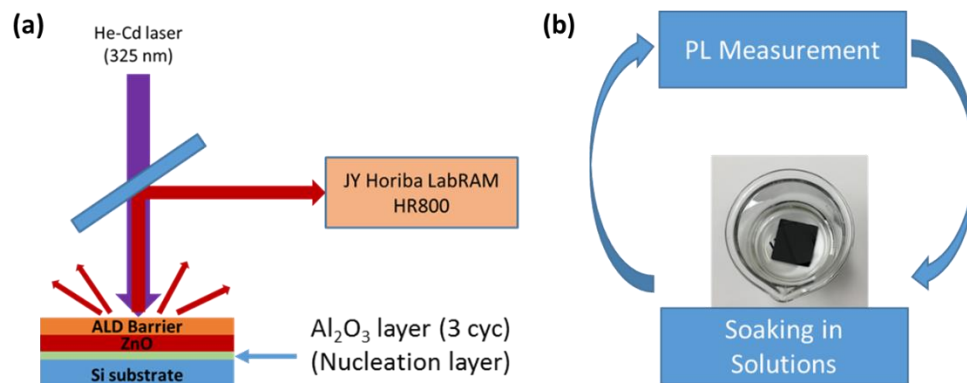 (a)
He-Cd laser
(325 nm)
JY Horiba LabRAM
HR800
ALD Barrier
ZnO
Si substrate
Al₂O₃ layer (3 cyc)
(Nucleation layer)
(b)
PL Measurement
Soaking in
Solutions